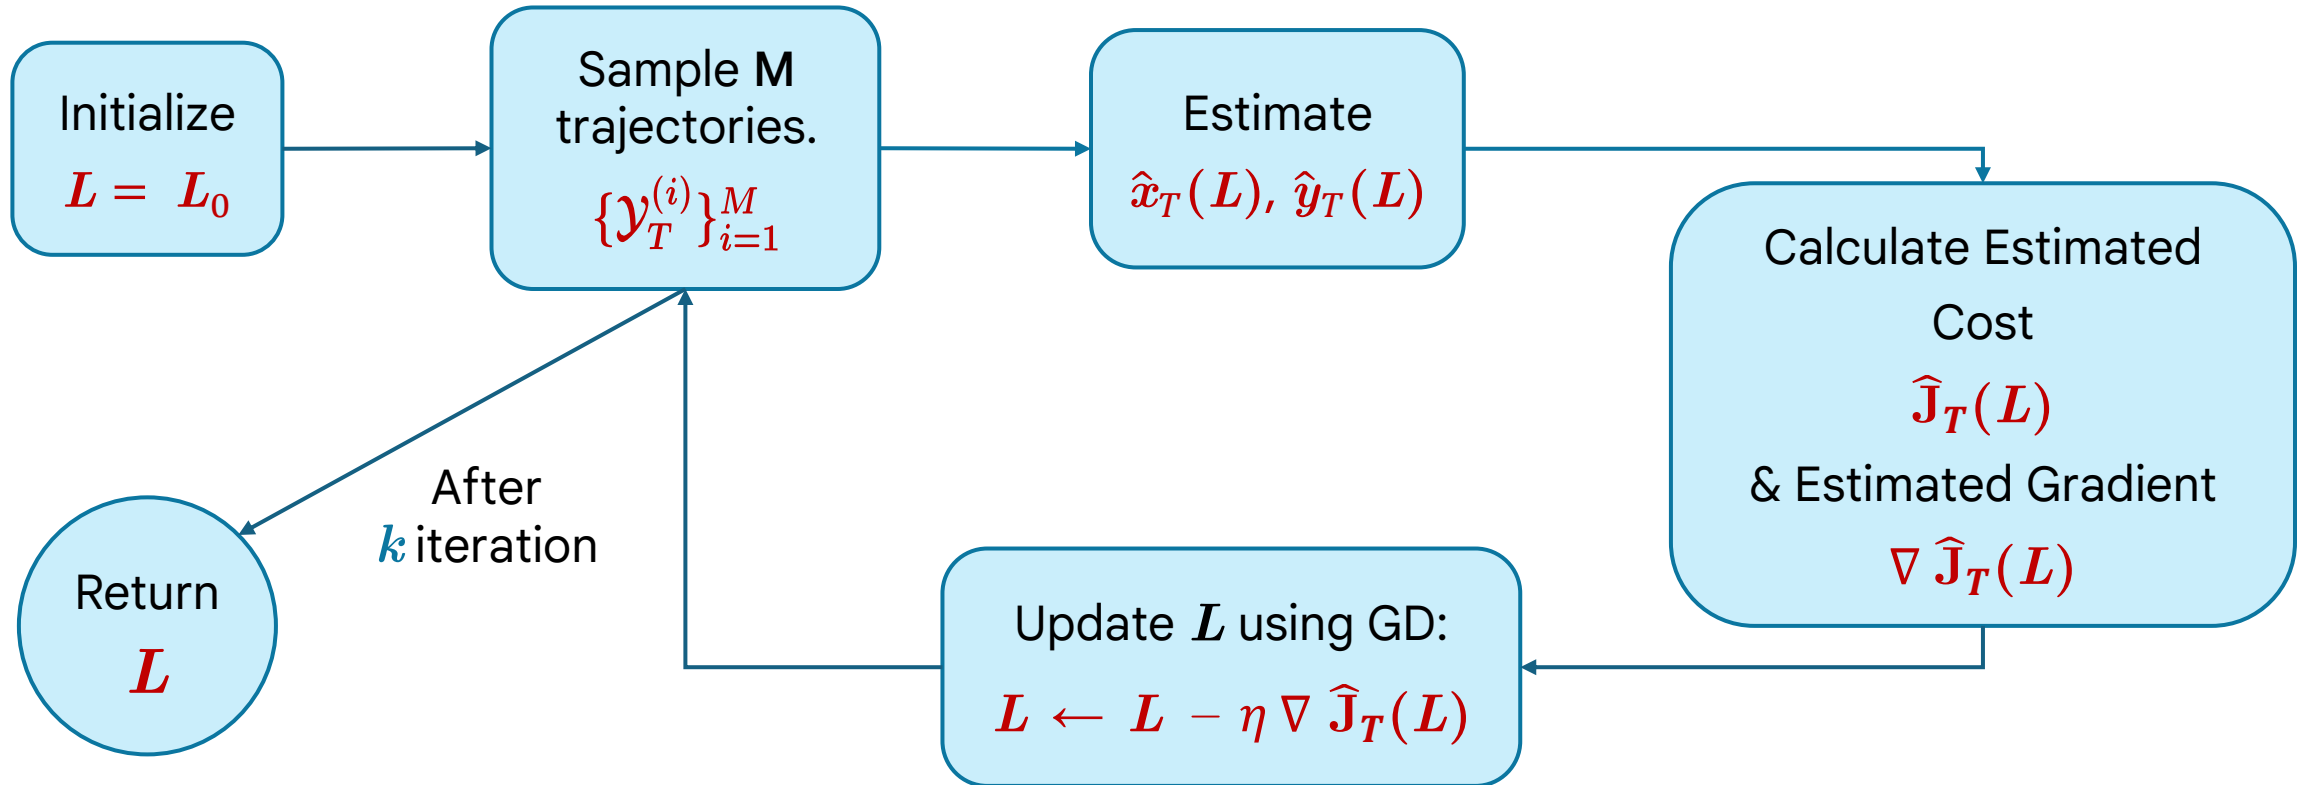 Initialize
L = L₀
Sample M
trajectories.
{𝒴_T^(i)}_{i=1}^M
Estimate
x̂_T(L), ŷ_T(L)
Calculate Estimated
Cost
Ĵ_T(L)
& Estimated Gradient
∇ Ĵ_T(L)
Update L using GD:
L ← L − η ∇ Ĵ_T(L)
After
k iteration
Return
L